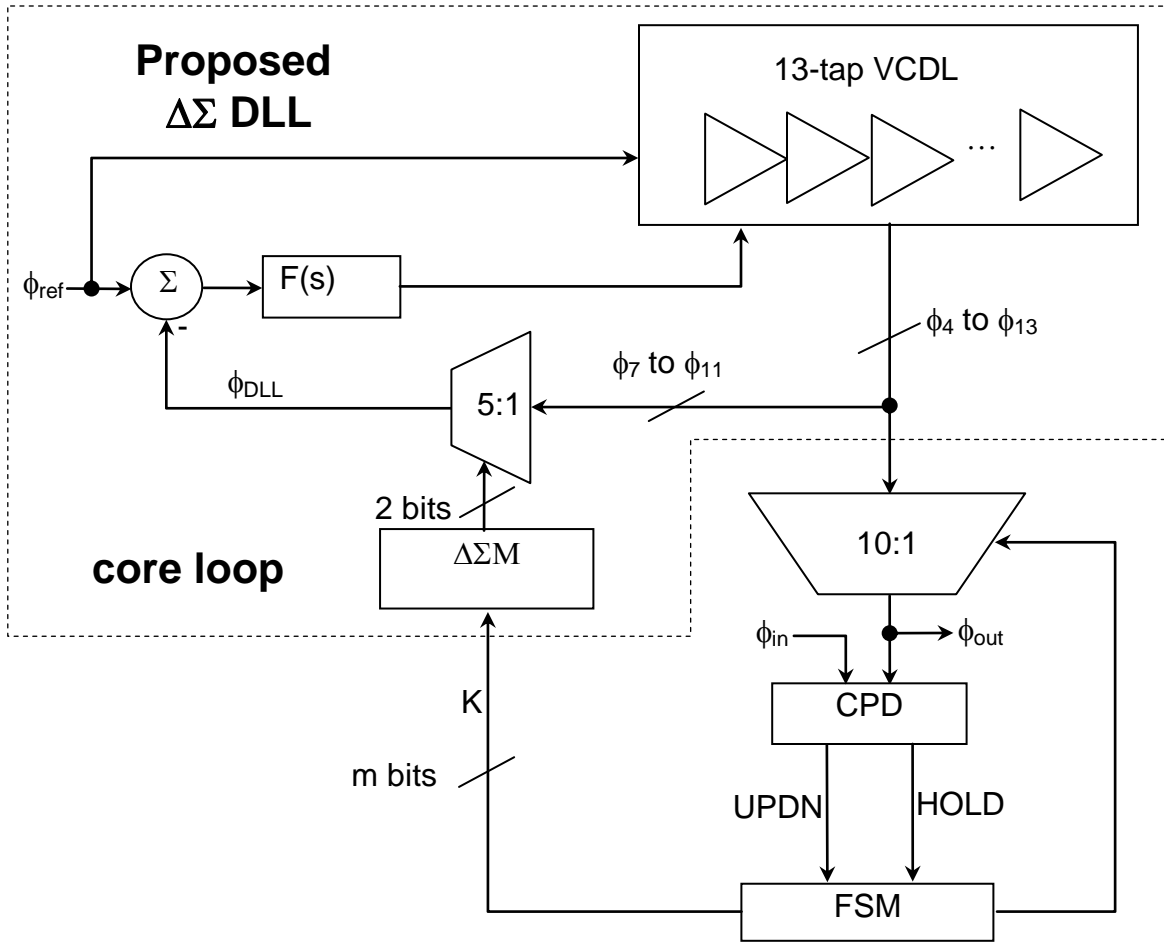 Proposed
ΔΣ DLL
13-tap VCDL
...
ϕref
Σ
F(s)
-
ϕ4 to ϕ13
ϕ7 to ϕ11
ϕDLL
5:1
2 bits
ΔΣM
10:1
core loop
ϕin
ϕout
K
CPD
m bits
UPDN
HOLD
FSM